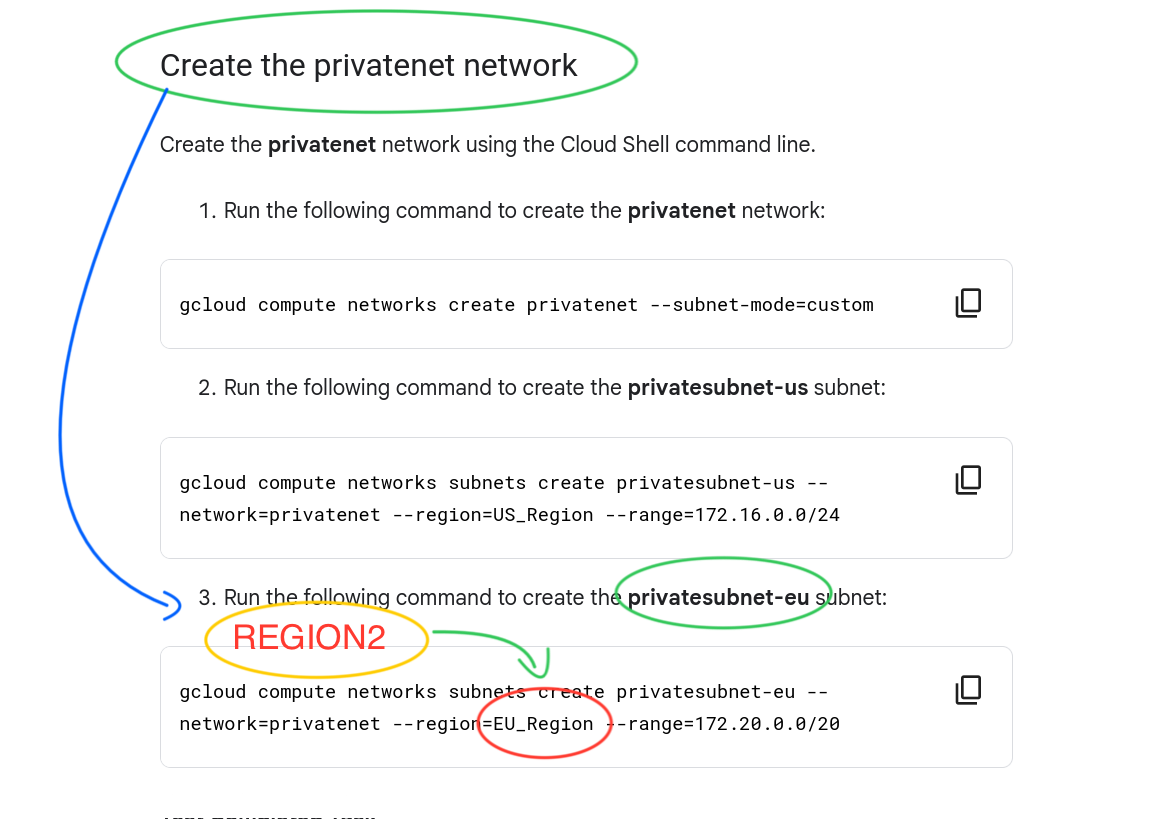 Create the privatenet network
Create the privatenet network using the Cloud Shell command line.
1. Run the following command to create the privatenet network:
gcloud compute networks create privatenet --subnet-mode=custom
2. Run the following command to create the privatesubnet-us subnet:
gcloud compute networks subnets create privatesubnet-us --
network=privatenet --region=US_Region --range=172.16.0.0/24
3. Run the following command to create the privatesubnet-eu subnet:
REGION2
gcloud compute networks subnets create privatesubnet-eu --
network=privatenet --region=EU_Region --range=172.20.0.0/20